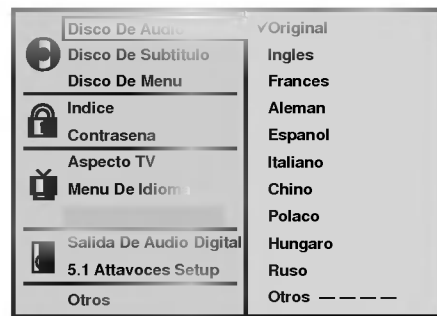 Disco De Audio
Disco De Subtitulo
Disco De Menu
Indice
Contrasena
Aspecto TV
Menu De Idioma
Salida De Audio Digital
5.1 Attavoces Setup
Otros
✓Original
Ingles
Frances
Aleman
Espanol
Italiano
Chino
Polaco
Hungaro
Ruso
Otros — — — —